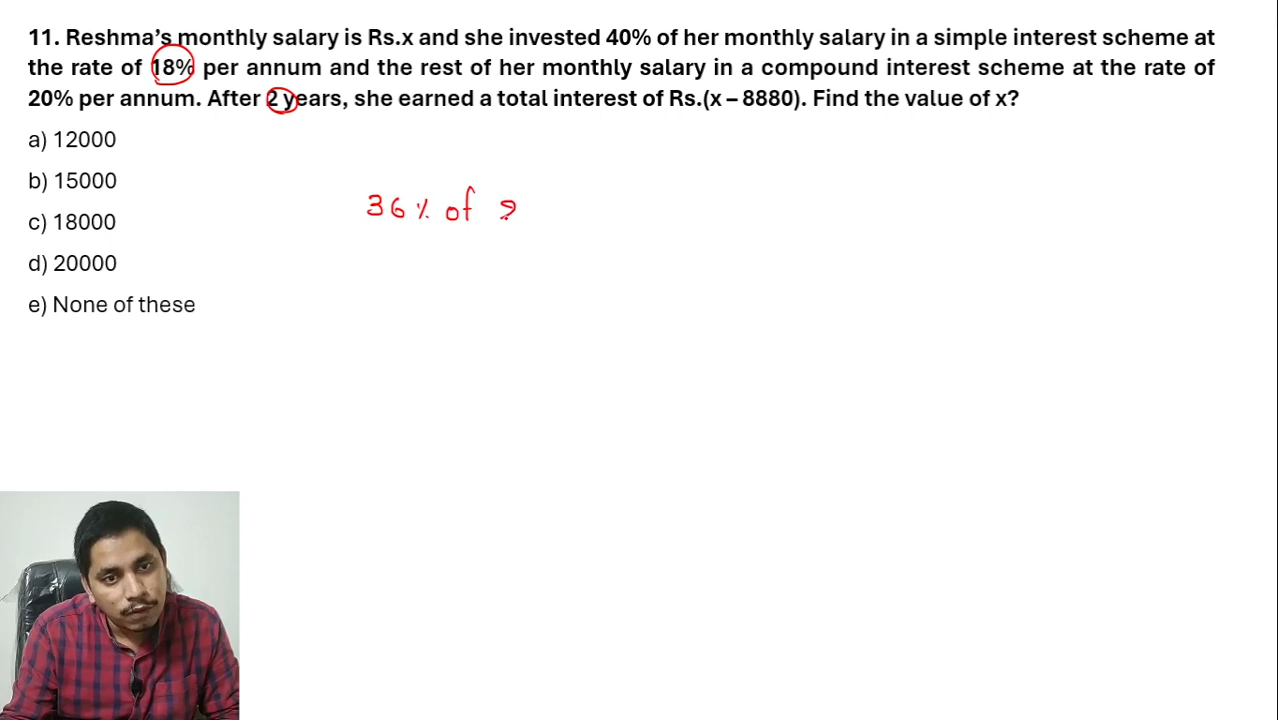 11. Reshma's monthly salary is Rs.x and she invested 40% of her monthly salary in a simple interest scheme at
the rate of 18% per annum and the rest of her monthly salary in a compound interest scheme at the rate of
20% per annum. After 2 years, she earned a total interest of Rs.(x – 8880). Find the value of x?
a) 12000
b) 15000
c) 18000
d) 20000
e) None of these
36% of